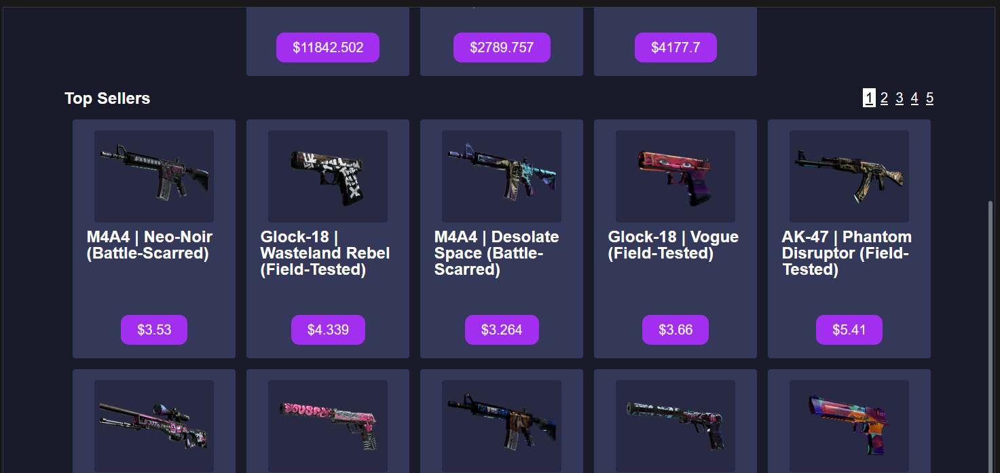 $11842.502
$2789.757
$4177.7
Top Sellers
1 2 3 4 5
M4A4 | Neo-Noir
(Battle-Scarred)
$3.53
Glock-18 |
Wasteland Rebel
(Field-Tested)
$4.339
M4A4 | Desolate
Space (Battle-
Scarred)
$3.264
Glock-18 | Vogue
(Field-Tested)
$3.66
AK-47 | Phantom
Disruptor (Field-
Tested)
$5.41